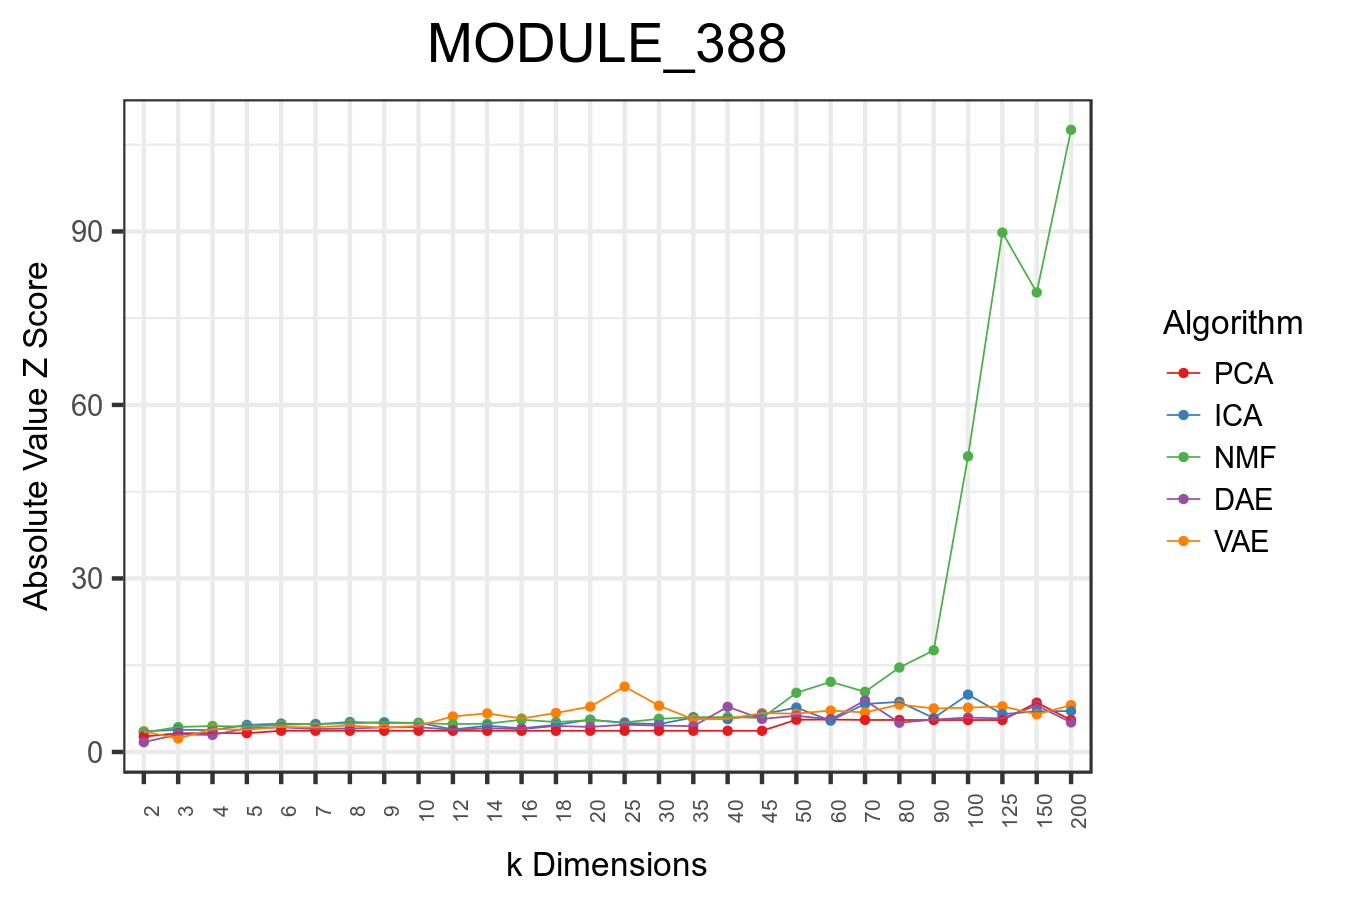 MODULE_388
Absolute Value Z Score
90
60
30
0
2 3 4 5 6 7 8 9 10 12 14 16 18 20 25 30 35 40 45 50 60 70 80 90 100 125 150 200
k Dimensions
Algorithm
PCA
ICA
NMF
DAE
VAE